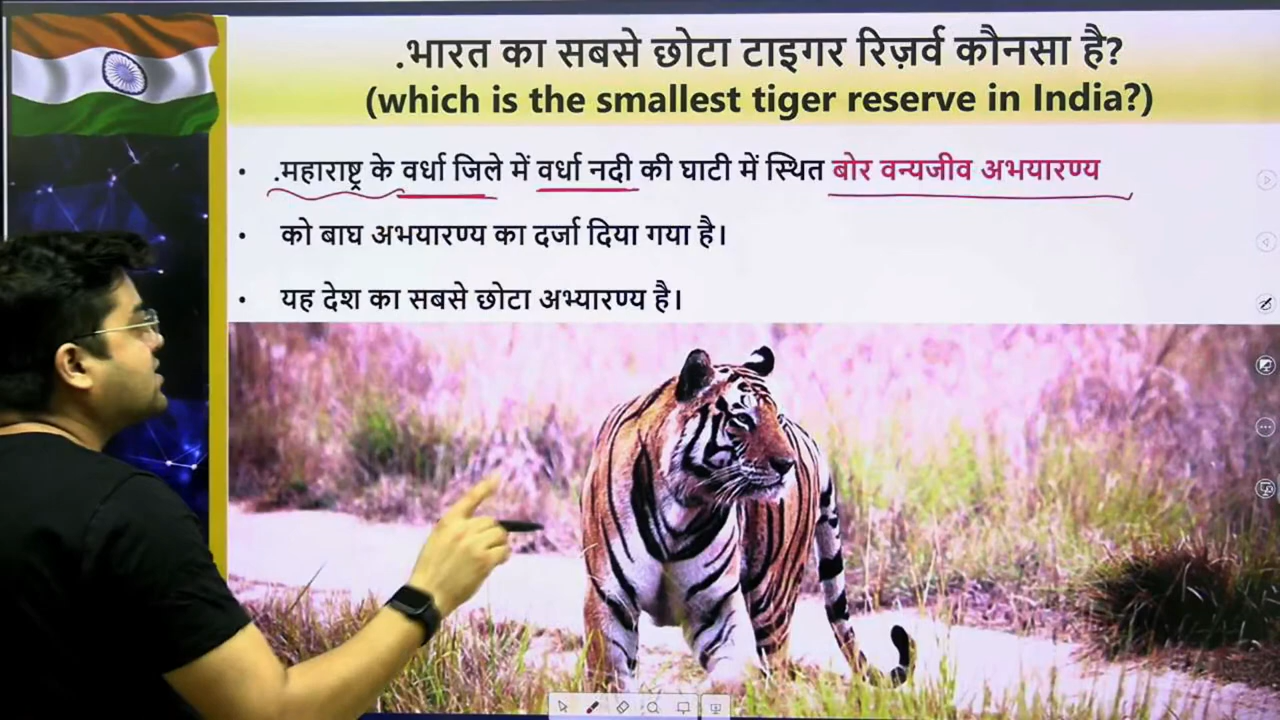 .भारत का सबसे छोटा टाइगर रिज़र्व कौनसा है?
(which is the smallest tiger reserve in India?)
• .महाराष्ट्र के वर्धा जिले में वर्धा नदी की घाटी में स्थित बोर वन्यजीव अभयारण्य
• को बाघ अभयारण्य का दर्जा दिया गया है।
• यह देश का सबसे छोटा अभ्यारण्य है।